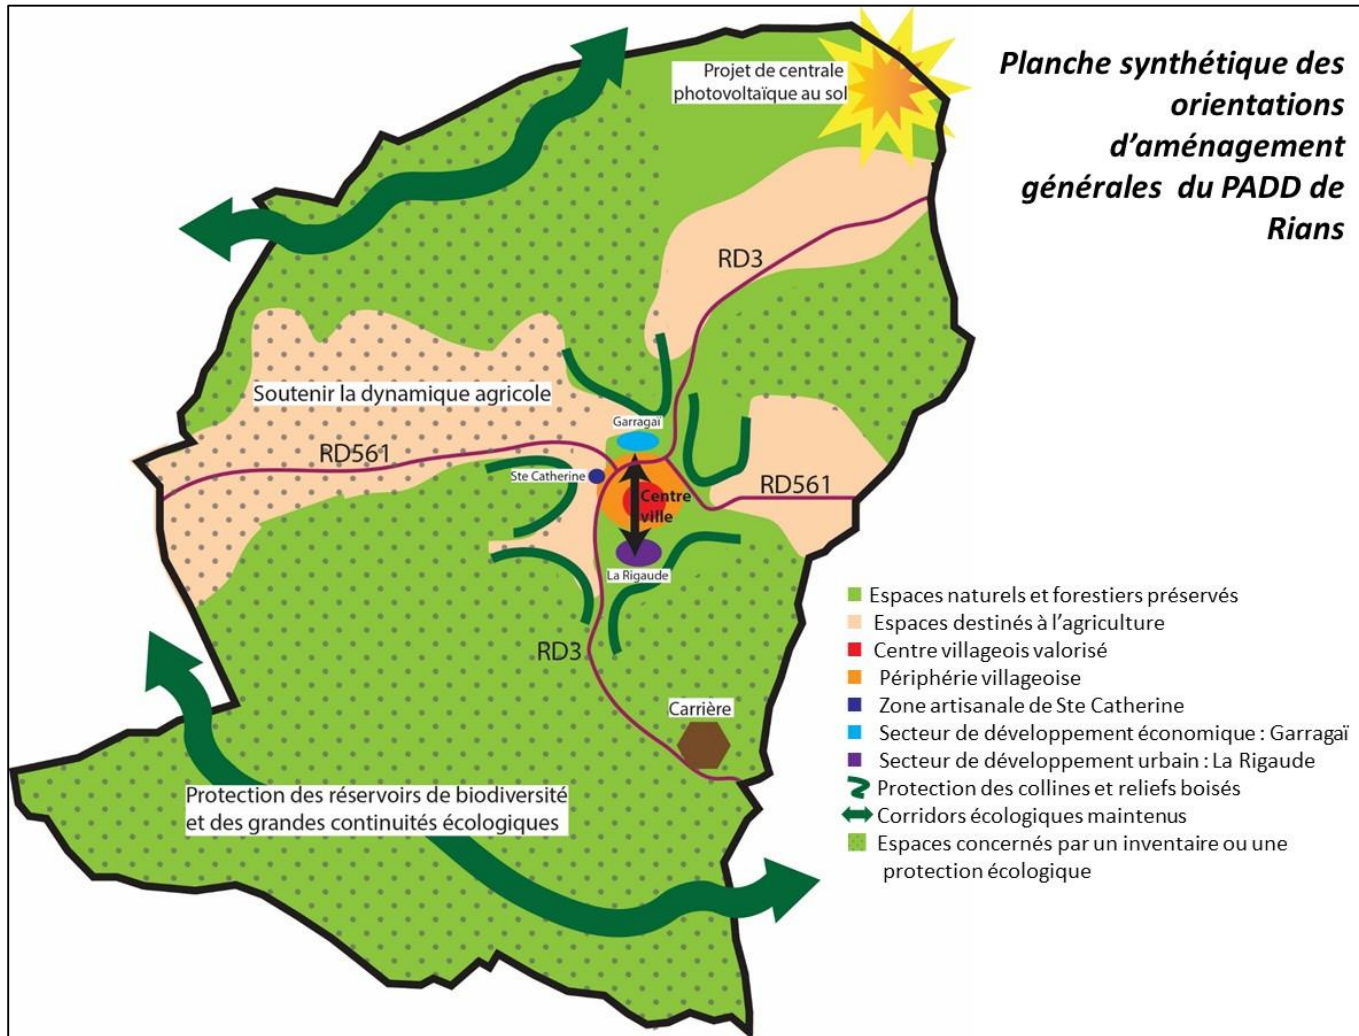 Planche synthétique des
orientations
d’aménagement
générales du PADD de
Rians
Projet de centrale
photovoltaïque au sol
RD3
Soutenir la dynamique agricole
Garragaï
RD561
Ste Catherine
Centre
ville
RD561
La Rigaude
RD3
Carrière
Protection des réservoirs de biodiversité
et des grandes continuités écologiques
Espaces naturels et forestiers préservés
Espaces destinés à l’agriculture
Centre villageois valorisé
Périphérie villageoise
Zone artisanale de Ste Catherine
Secteur de développement économique : Garragaï
Secteur de développement urbain : La Rigaude
Protection des collines et reliefs boisés
Corridors écologiques maintenus
Espaces concernés par un inventaire ou une
protection écologique